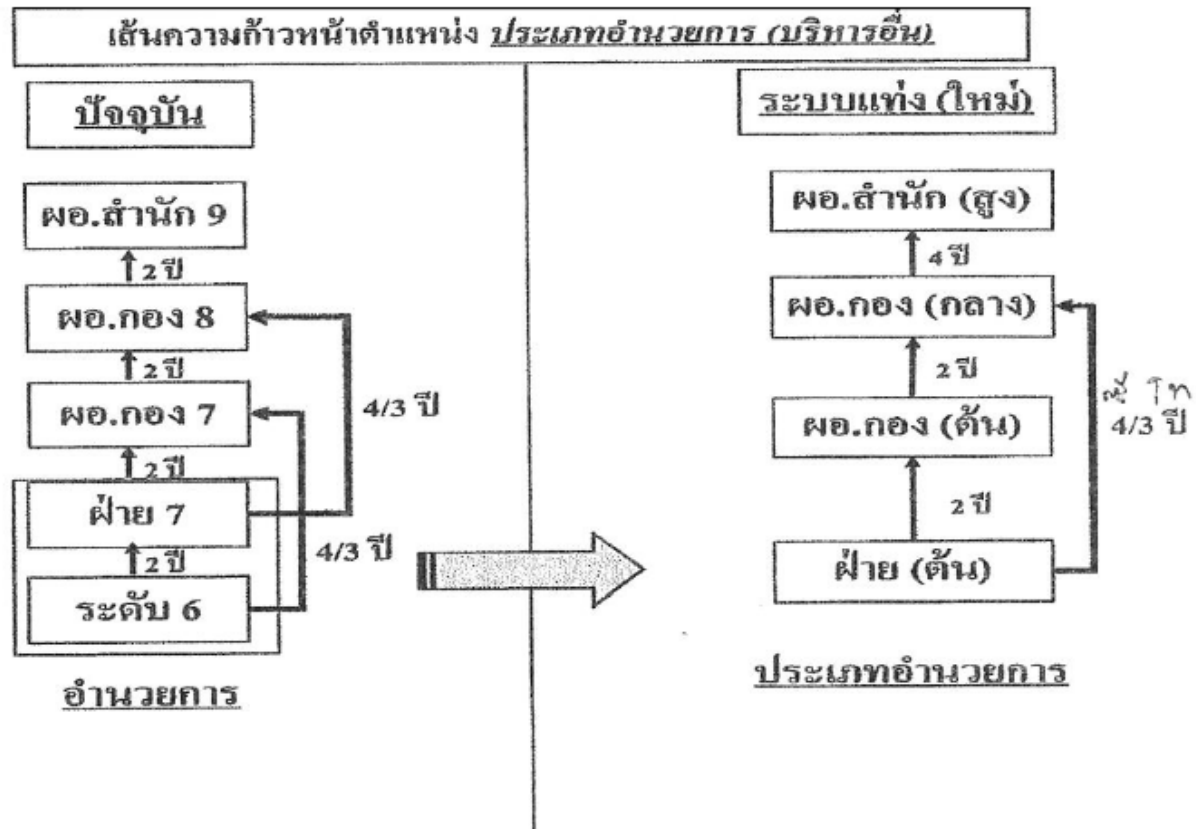 เส้นความก้าวหน้าตำแหน่ง ประเภทอำนวยการ (บริหารอื่น)
ปัจจุบัน
ผอ.สำนัก 9
2 ปี
ผอ.กอง 8
2 ปี
ผอ.กอง 7
4/3 ปี
2 ปี
ฝ่าย 7
2 ปี
4/3 ปี
ระดับ 6
อำนวยการ
ระบบแท่ง (ใหม่)
ผอ.สำนัก (สูง)
4 ปี
ผอ.กอง (กลาง)
2 ปี
โท
4/3 ปี
ผอ.กอง (ต้น)
2 ปี
ฝ่าย (ต้น)
ประเภทอำนวยการ